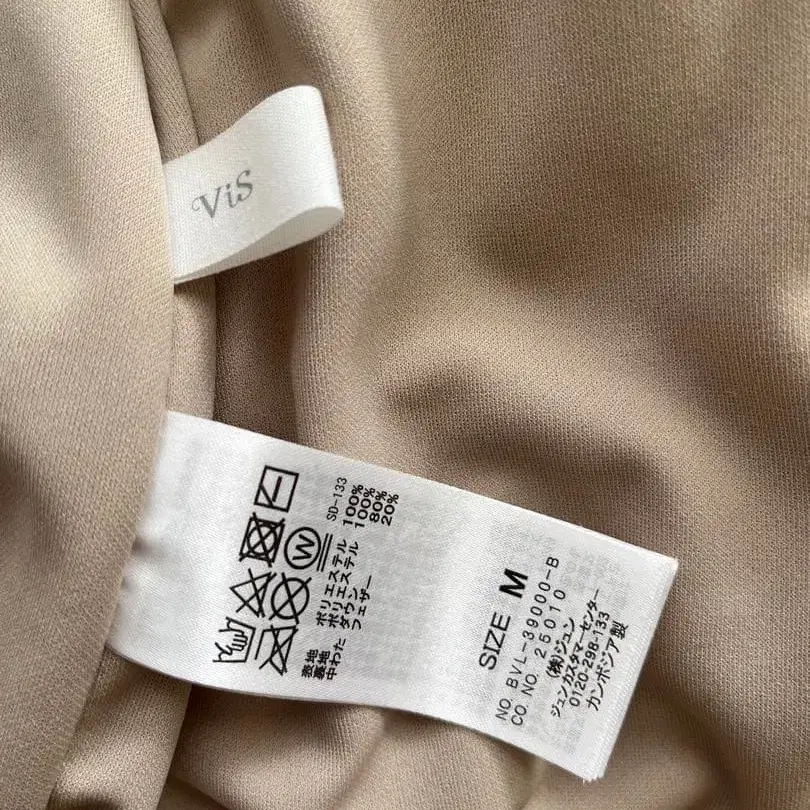 ViS
SD-133
表地 ポリエステル 100%
裏地 ポリエステル 100%
中わた ダウン 80%
フェザー 20%
W
SIZE M
NO. BVL-39000-B
CO. NO. 25010
(株)ジュン
ジュンカスタマーセンター
0120-298-133
カンボジア製